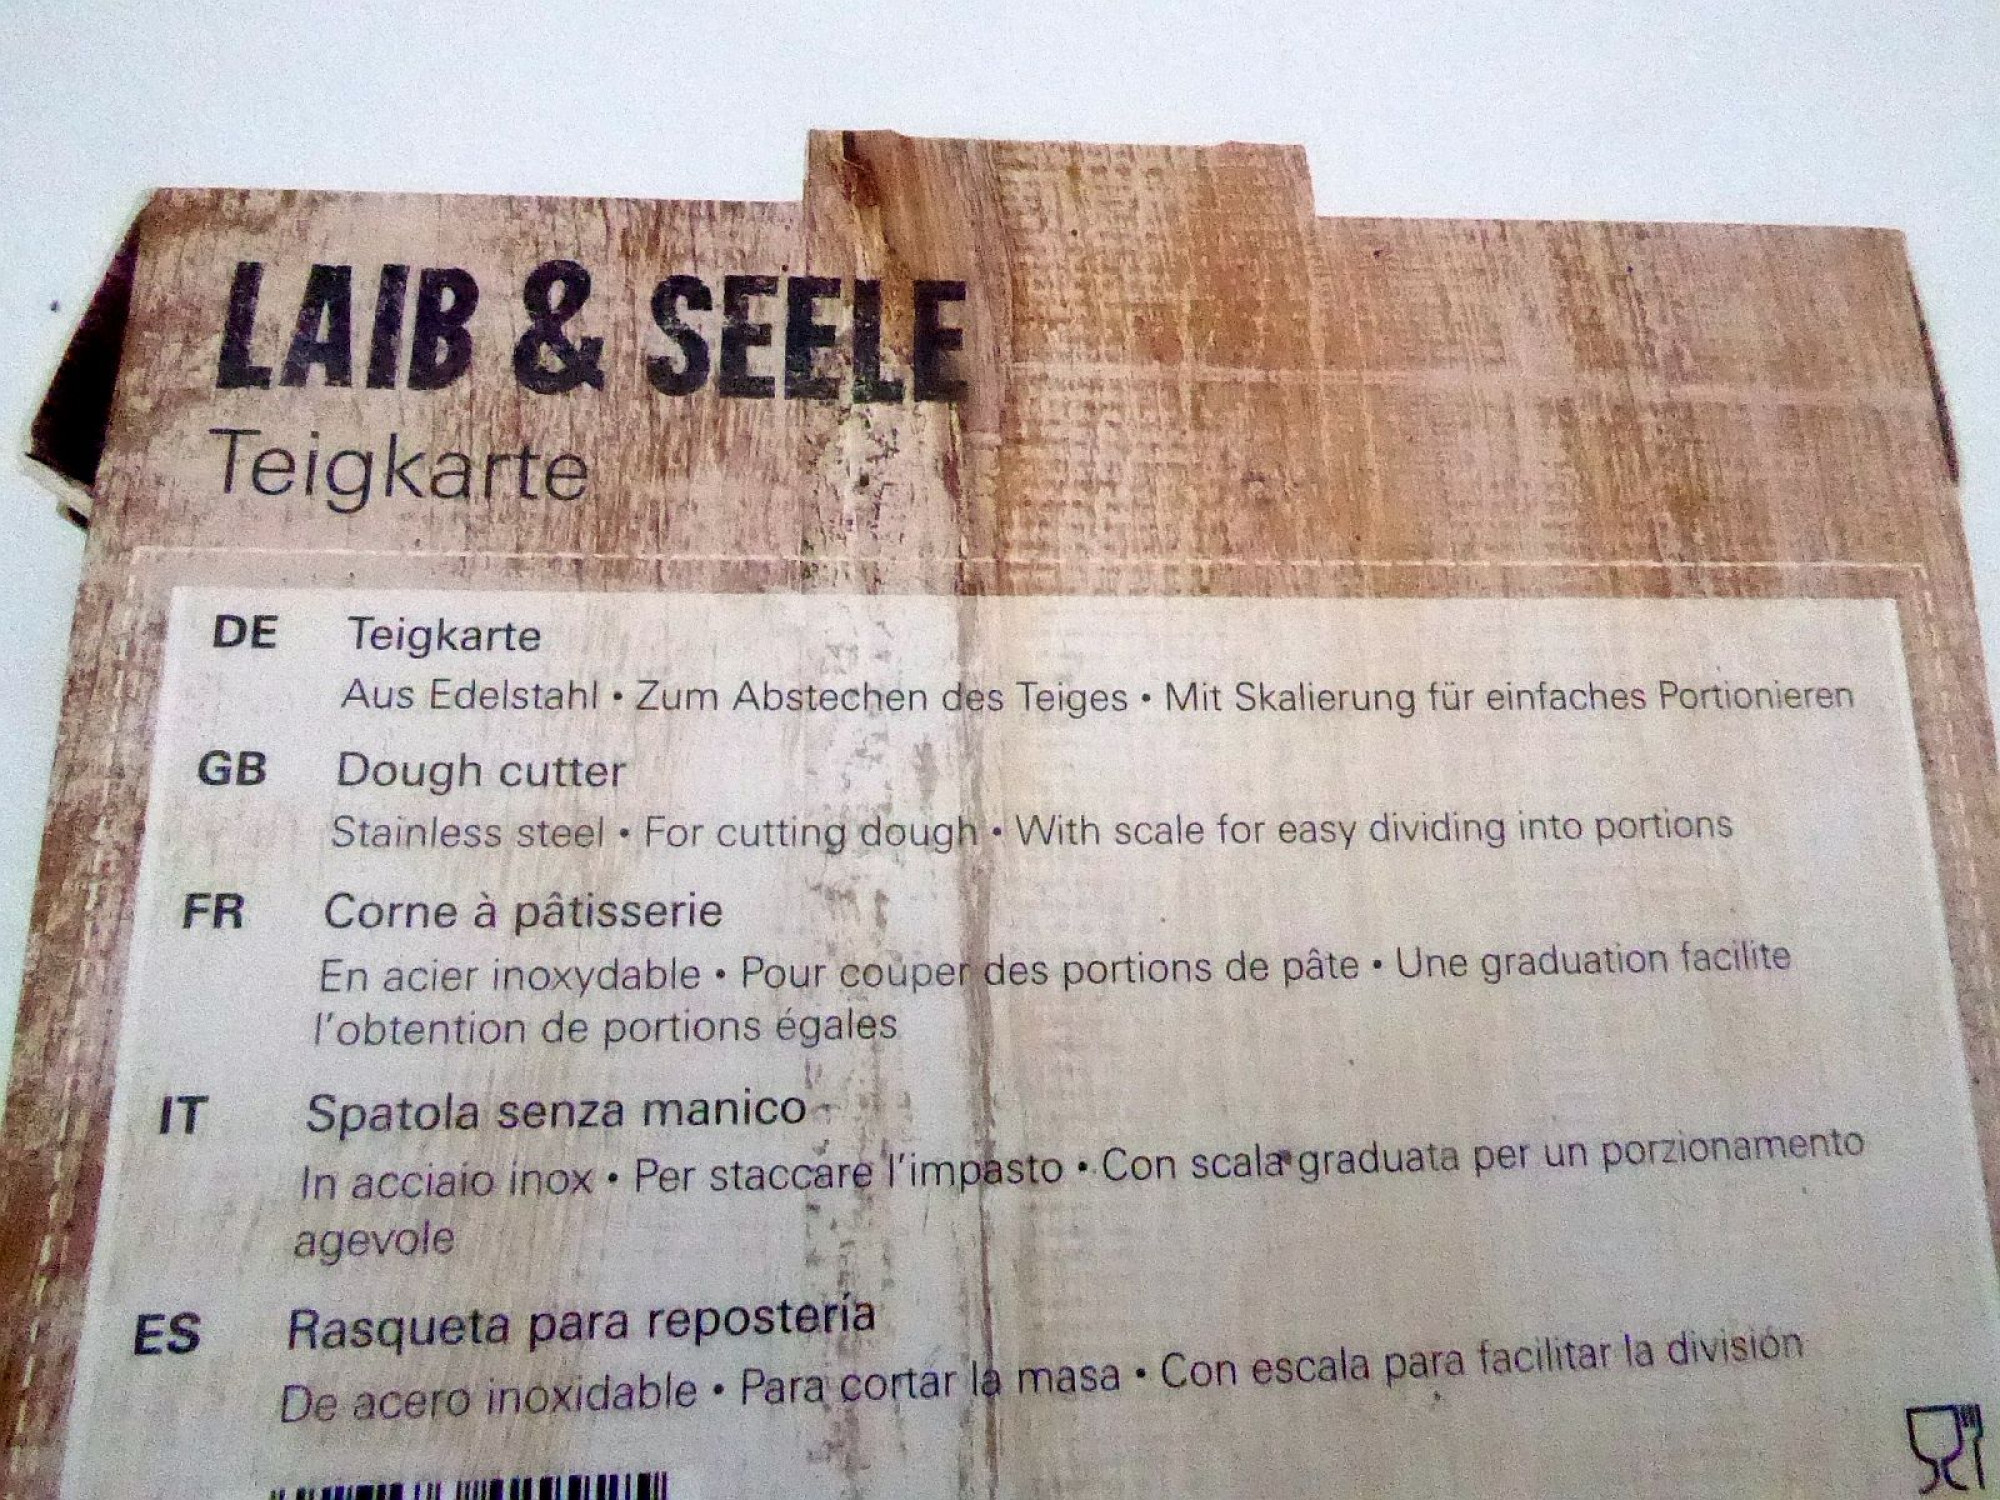 LAIB & SEELE
Teigkarte
DE Teigkarte
Aus Edelstahl • Zum Abstechen des Teiges • Mit Skalierung für einfaches Portionieren
GB Dough cutter
Stainless steel • For cutting dough • With scale for easy dividing into portions
FR Corne à pâtisserie
En acier inoxydable • Pour couper des portions de pâte • Une graduation facilite
l'obtention de portions égales
IT Spatola senza manico
In acciaio inox • Per staccare l'impasto • Con scala graduata per un porzionamento
agevole
ES Rasqueta para repostería
De acero inoxidable • Para cortar la masa • Con escala para facilitar la división